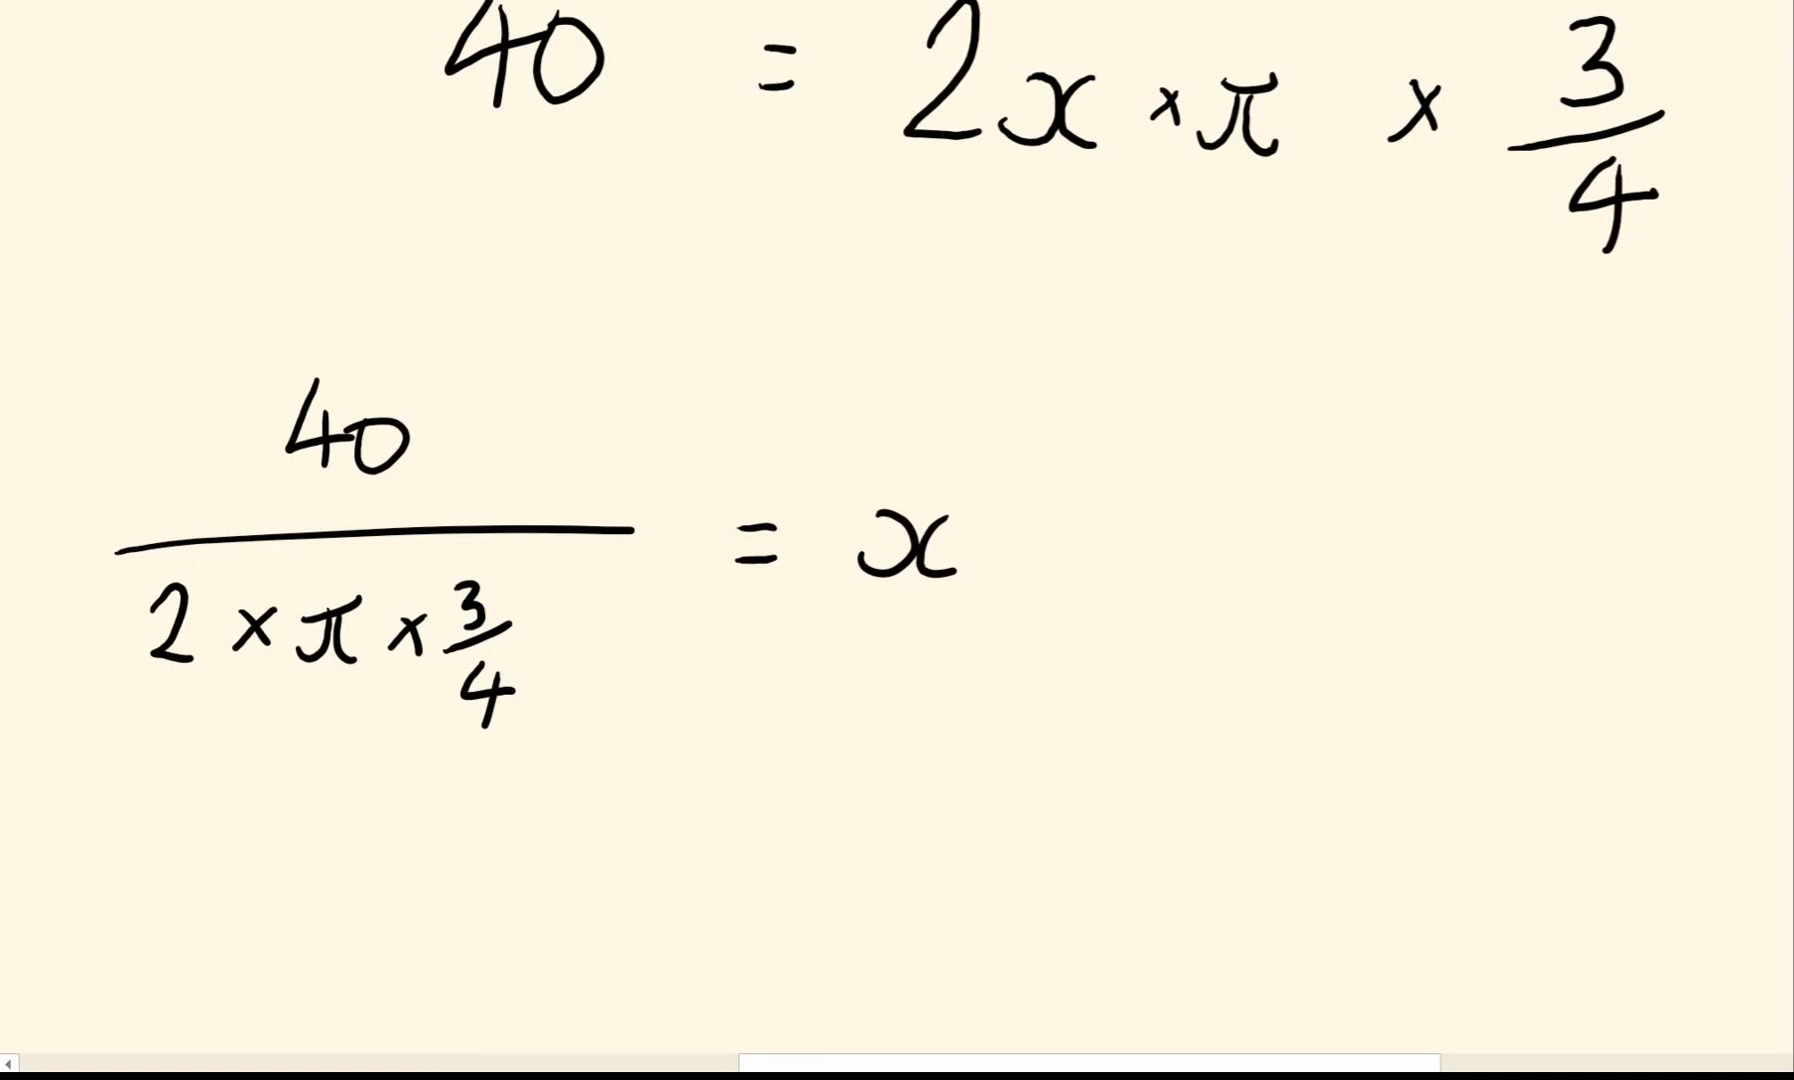 40 = 2x × π × 3/4
40
2 × π × 3/4
= x